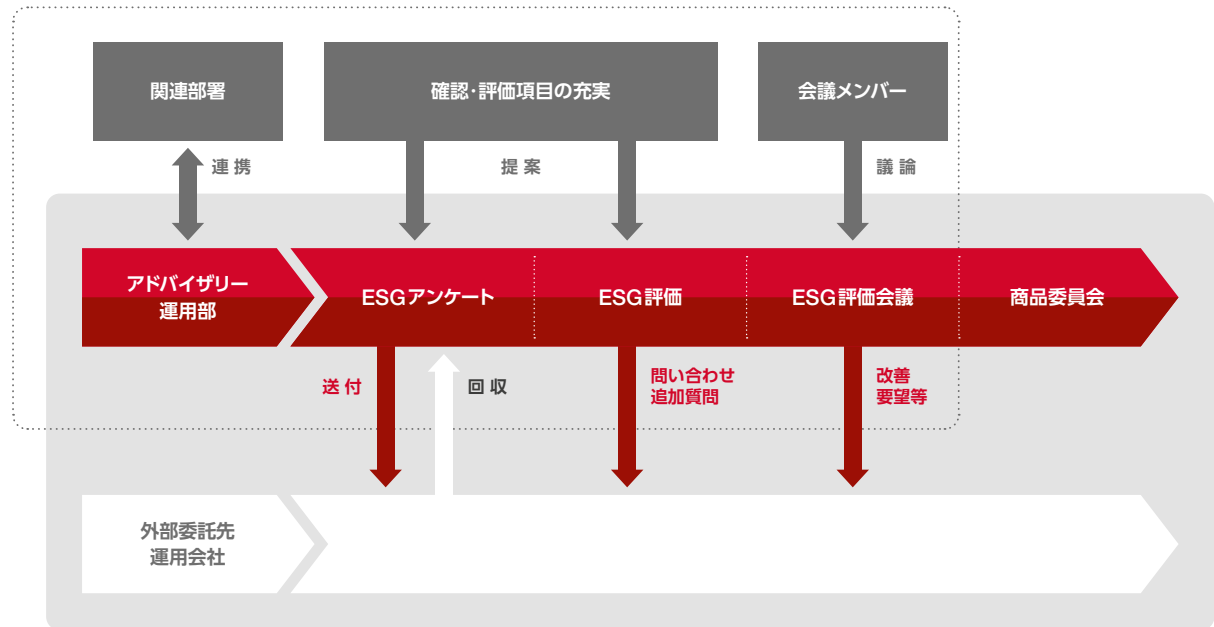 関連部署
確認・評価項目の充実
会議メンバー
連携
提案
議論
アドバイザリー
運用部
ESGアンケート
ESG評価
ESG評価会議
商品委員会
送付
回収
問い合わせ
追加質問
改善
要望等
外部委託先
運用会社